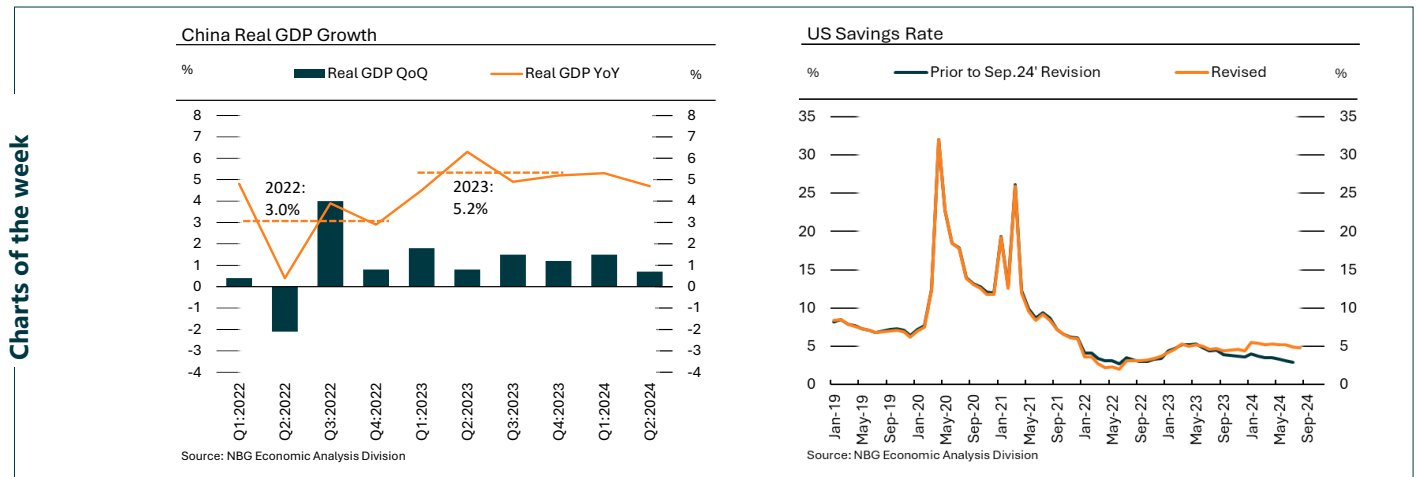 Charts of the week
China Real GDP Growth
% Real GDP QoQ Real GDP YoY %
8 8
7 7
6 6
5 5
4 4
3 3
2 2
1 1
0 0
-1 -1
-2 -2
-3 -3
-4 -4
2022:
3.0%
2023:
5.2%
Q1:2022
Q2:2022
Q3:2022
Q4:2022
Q1:2023
Q2:2023
Q3:2023
Q4:2023
Q1:2024
Q2:2024
Source: NBG Economic Analysis Division
US Savings Rate
% Prior to Sep.24' Revision Revised %
35 35
30 30
25 25
20 20
15 15
10 10
5 5
0 0
Jan-19
May-19
Sep-19
Jan-20
May-20
Sep-20
Jan-21
May-21
Sep-21
Jan-22
May-22
Sep-22
Jan-23
May-23
Sep-23
Jan-24
May-24
Sep-24
Source: NBG Economic Analysis Division